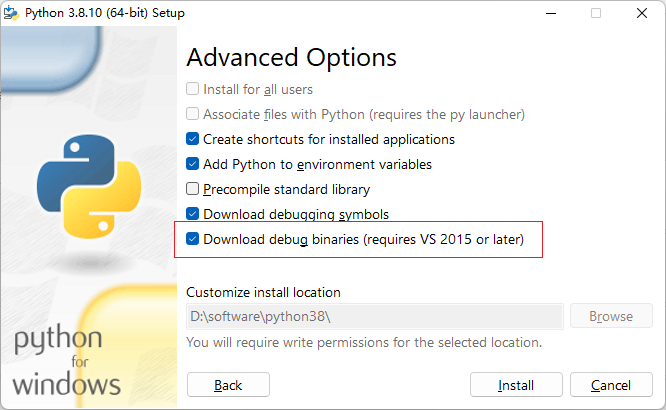 Python 3.8.10 (64-bit) Setup
Advanced Options
Install for all users
Associate files with Python (requires the py launcher)
Create shortcuts for installed applications
Add Python to environment variables
Precompile standard library
Download debugging symbols
Download debug binaries (requires VS 2015 or later)
Customize install location
D:\software\python38\
Browse
You will require write permissions for the selected location.
python
for
windows
Back
Install
Cancel